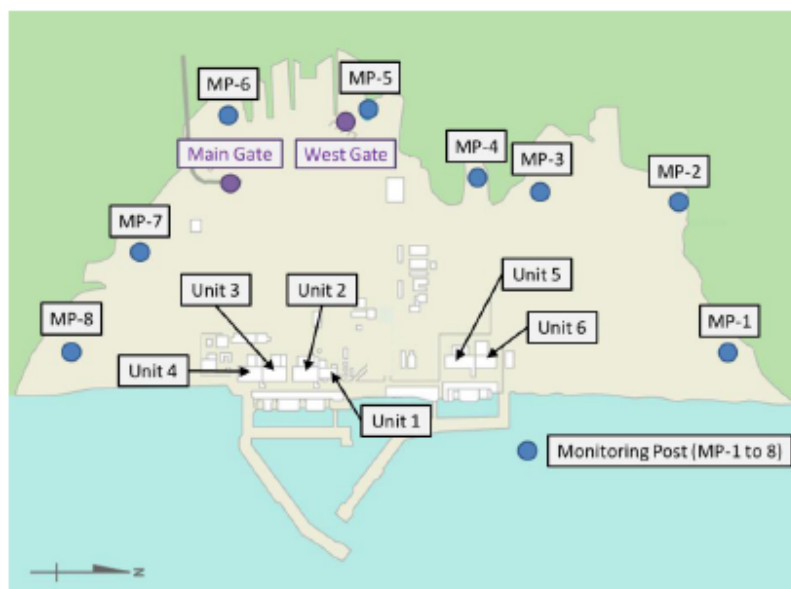 MP-6
MP-5
Main Gate
West Gate
MP-4
MP-3
MP-2
MP-7
Unit 3
Unit 2
Unit 5
MP-8
Unit 6
MP-1
Unit 4
Unit 1
Monitoring Post (MP-1 to 8)
N